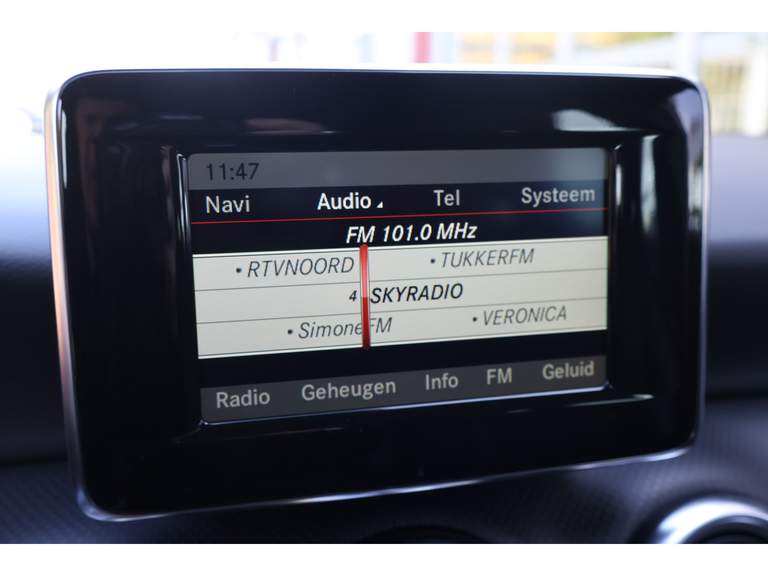 11:47
Navi Audio Tel Systeem
FM 101.0 MHz
• RTVNOORD • TUKKERFM
4 SKYRADIO
• SimoneFM • VERONICA
Radio Geheugen Info FM Geluid